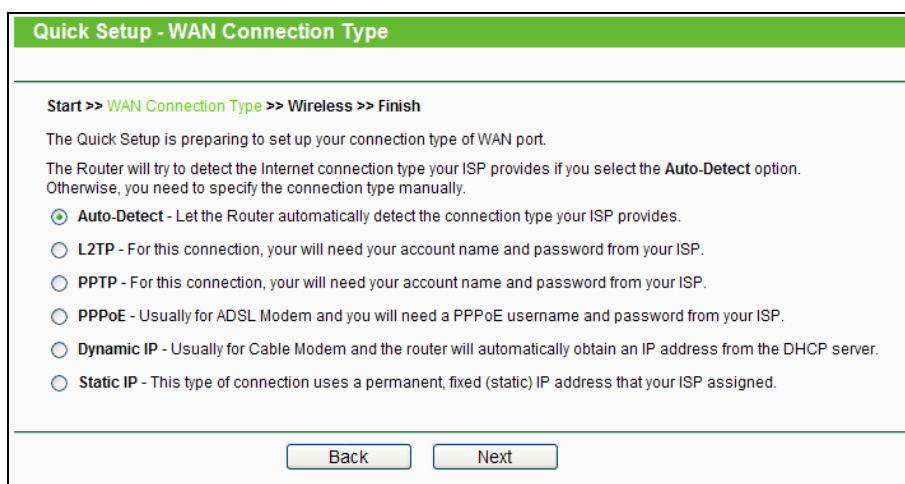 Quick Setup - WAN Connection Type
Start >> WAN Connection Type >> Wireless >> Finish
The Quick Setup is preparing to set up your connection type of WAN port.
The Router will try to detect the Internet connection type your ISP provides if you select the Auto-Detect option.
Otherwise, you need to specify the connection type manually.
Auto-Detect - Let the Router automatically detect the connection type your ISP provides.
L2TP - For this connection, your will need your account name and password from your ISP.
PPTP - For this connection, your will need your account name and password from your ISP.
PPPoE - Usually for ADSL Modem and you will need a PPPoE username and password from your ISP.
Dynamic IP - Usually for Cable Modem and the router will automatically obtain an IP address from the DHCP server.
Static IP - This type of connection uses a permanent, fixed (static) IP address that your ISP assigned.
Back Next